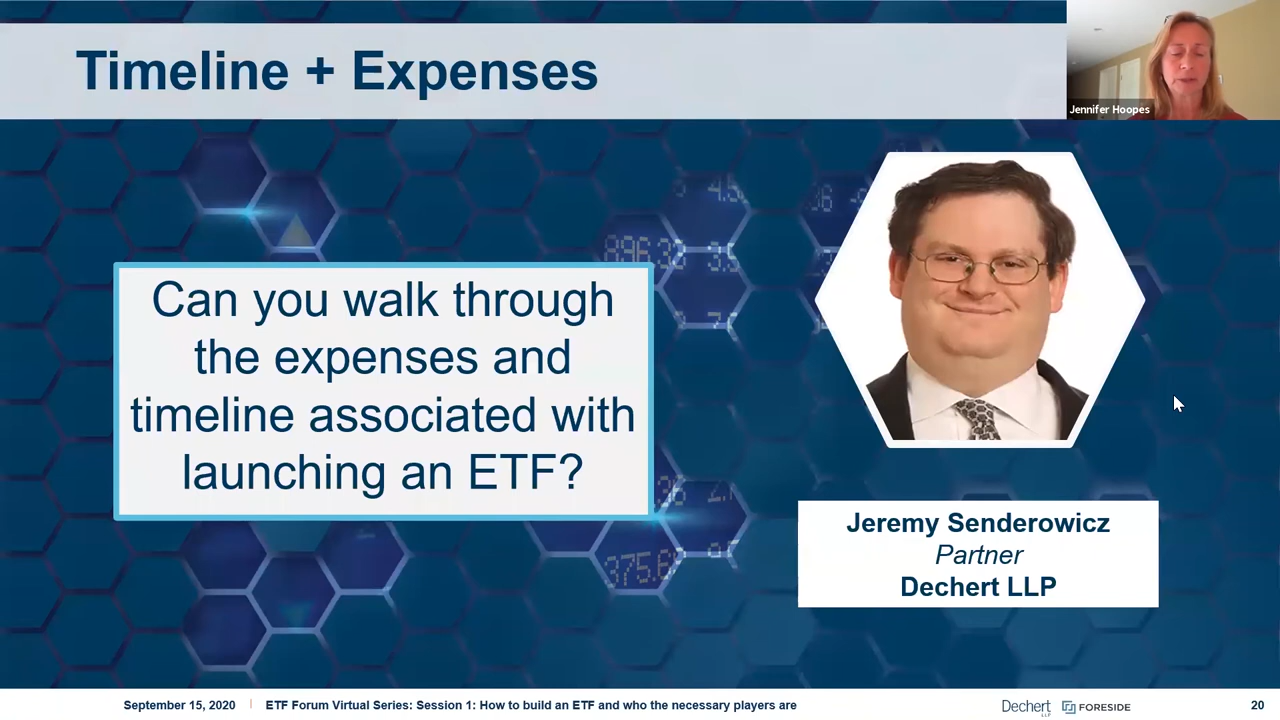 Timeline + Expenses
Jennifer Hoopes
Can you walk through
the expenses and
timeline associated with
launching an ETF?
Jeremy Senderowicz
Partner
Dechert LLP
September 15, 2020 | ETF Forum Virtual Series: Session 1: How to build an ETF and who the necessary players are
Dechert
LLP
FORESIDE
20